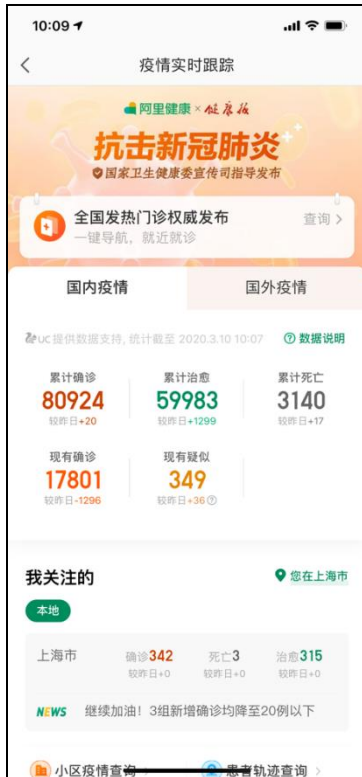 10:09
疫情实时跟踪
阿里健康 × 健康报
抗击新冠肺炎
国家卫生健康委宣传司指导发布
全国发热门诊权威发布
查询 >
一键导航，就近就诊
国内疫情
国外疫情
UC提供数据支持, 统计截至 2020.3.10 10:07
数据说明
累计确诊 累计治愈 累计死亡
80924 59983 3140
较昨日+20 较昨日+1299 较昨日+17
现有确诊 现有疑似
17801 349
较昨日-1296 较昨日+36
我关注的
您在上海市
本地
上海市 确诊342 死亡3 治愈315
较昨日+0 较昨日+0 较昨日+0
NEWS 继续加油！3组新增确诊均降至20例以下
小区疫情查询 > 患者轨迹查询 >